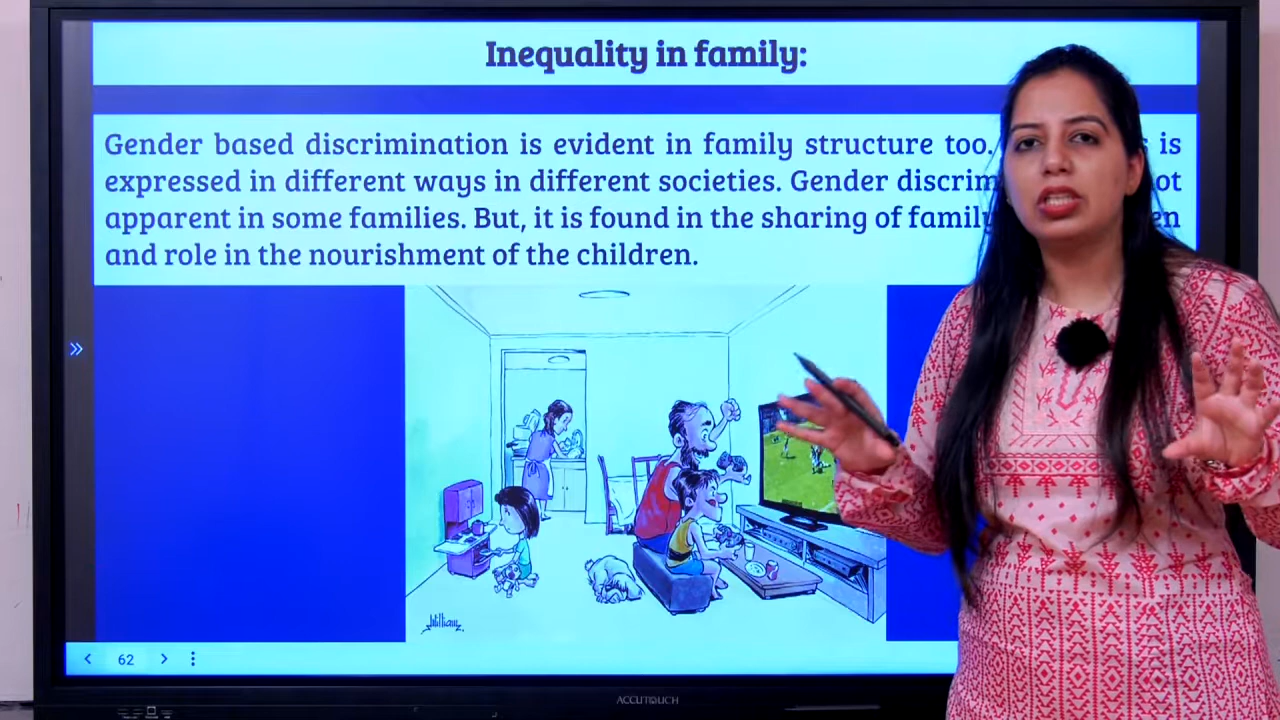 Inequality in family:
Gender based discrimination is evident in family structure too. is
expressed in different ways in different societies. Gender
apparent in some families. But, it is found in the sharing of
and role in the nourishment of the children.
William
62
ACCUTOUCH